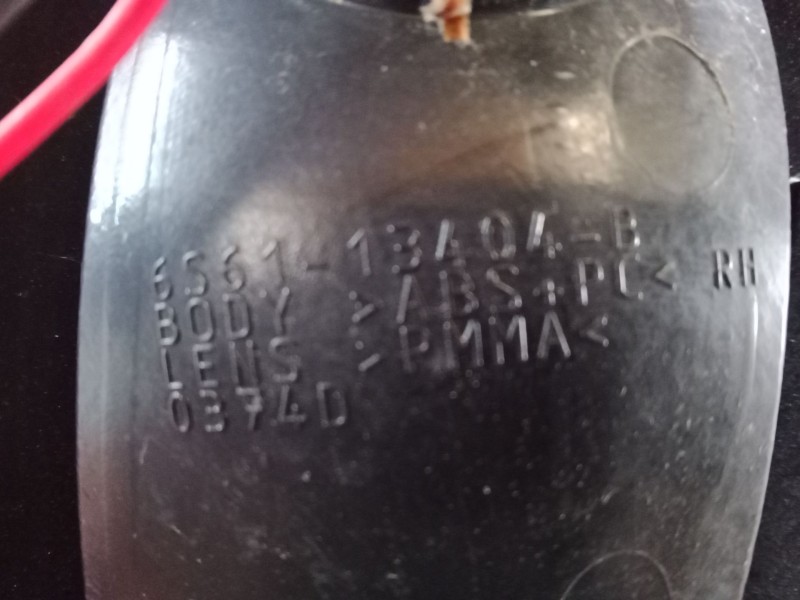 6S61-13A04-B
BODY >ABS+PC< RH
LENS >PMMA<
0374D